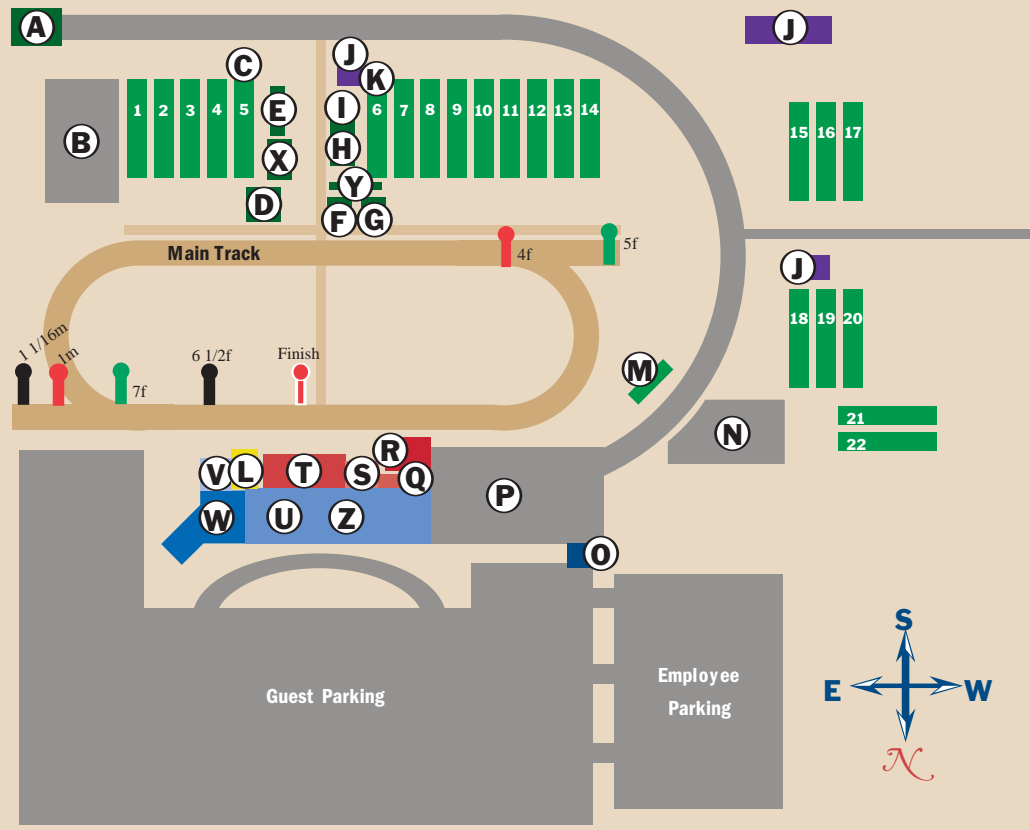 A
J
J
C
K
1
2
3
4
5
E
I
6
7
8
9
10
11
12
13
14
15
16
17
B
H
X
Y
D
F
G
Main Track
4f
5f
J
18
19
20
1 1/16m
1m
7f
6 1/2f
Finish
M
21
22
N
R
V
L
T
S
Q
P
W
U
Z
O
S
E
W
N
Guest Parking
Employee
Parking